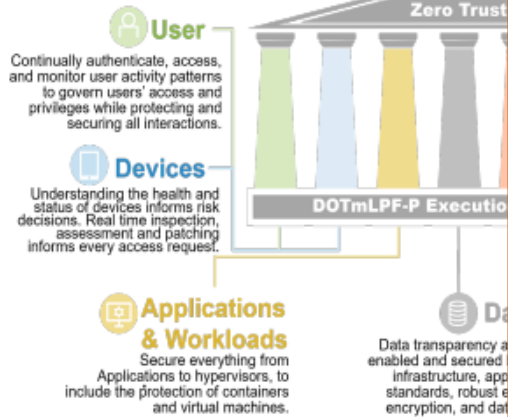 Zero Trust
User
Continually authenticate, access,
and monitor user activity patterns
to govern users' access and
privileges while protecting and
securing all interactions.
Devices
Understanding the health and
status of devices informs risk
decisions. Real time inspection,
assessment and patching
informs every access request.
DOTmLPF-P Executio
Applications
& Workloads
Secure everything from
Applications to hypervisors, to
include the protection of containers
and virtual machines.
Da
Data transparency a
enabled and secured
infrastructure, app
standards, robust e
encryption, and dat